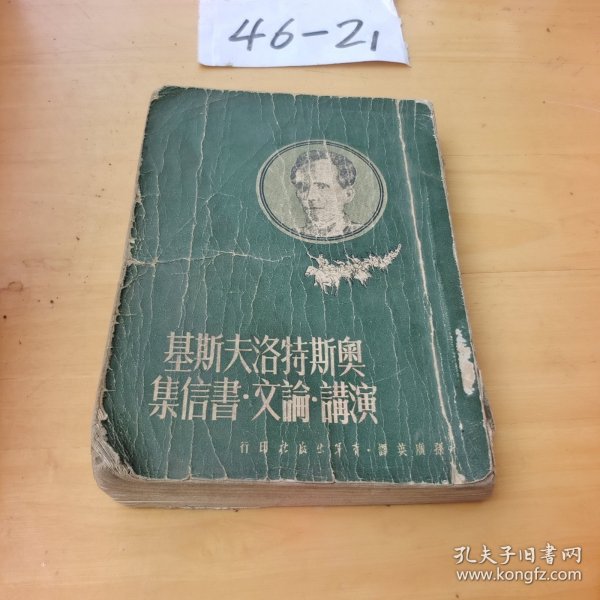 46-21
奧斯特洛夫斯基
演講·論文·書信集
孫廣英譯·青年出版社印行
孔夫子旧书网
www.kongfz.com